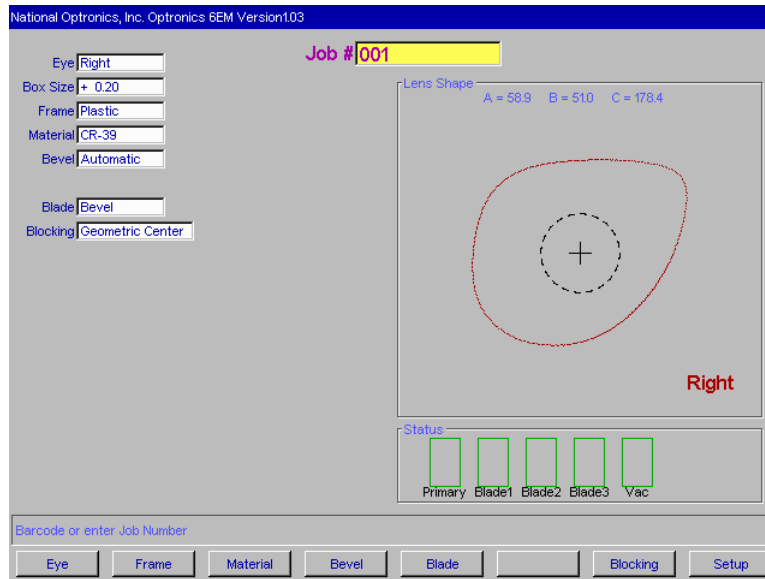 National Optronics, Inc. Optronics 6EM Version1.03
Job # 001
Eye Right
Box Size + 0.20
Frame Plastic
Material CR-39
Bevel Automatic
Blade Bevel
Blocking Geometric Center
Lens Shape
A = 58.9 B = 51.0 C = 178.4
Right
Status
Primary Blade1 Blade2 Blade3 Vac
Barcode or enter Job Number
Eye Frame Material Bevel Blade Blocking Setup